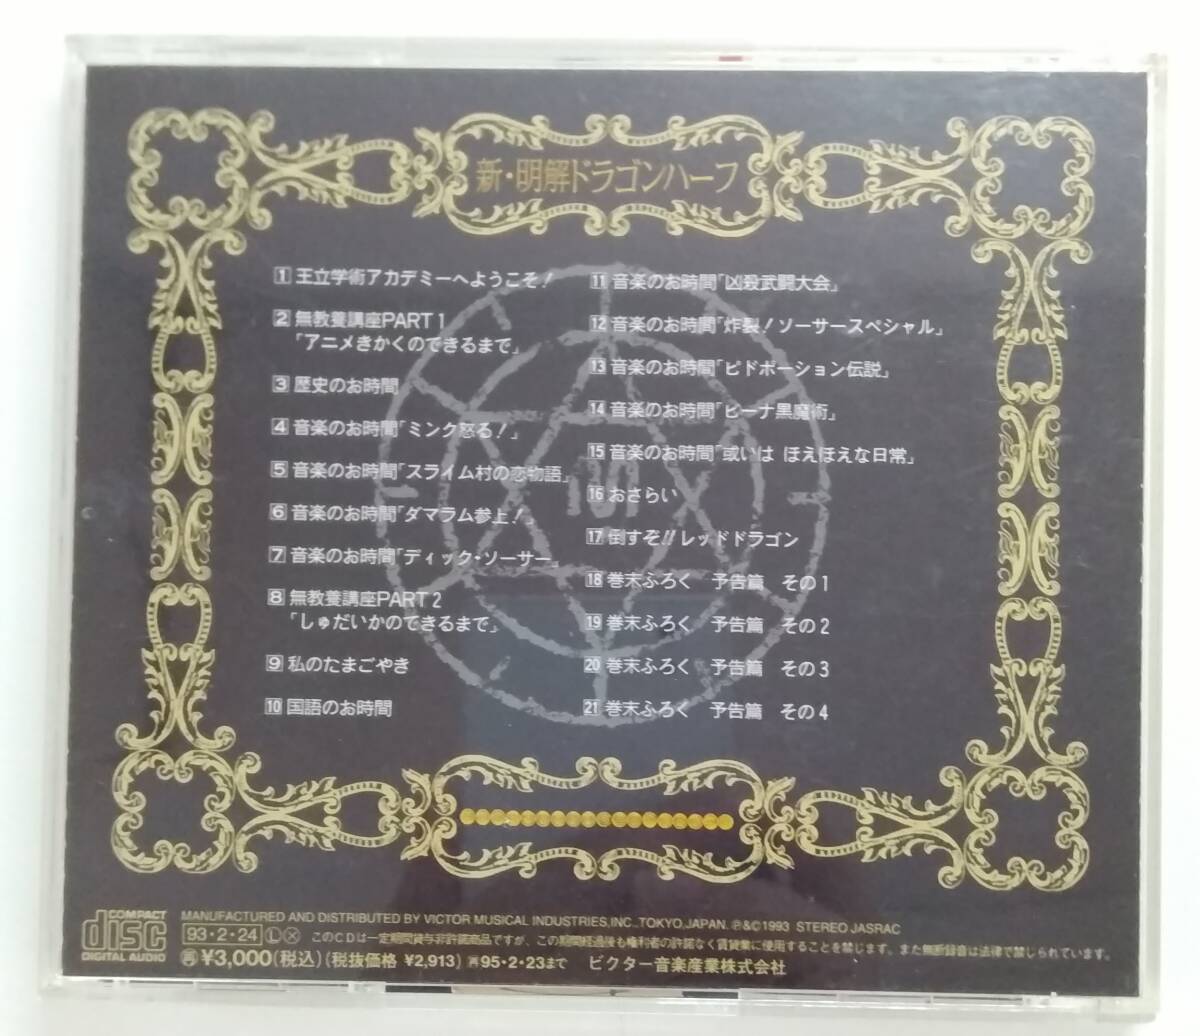 新・明解ドラゴンハーフ
1 王立学術アカデミーへようこそ!
2 無教養講座PART 1
「アニメきかくのできるまで」
3 歴史のお時間
4 音楽のお時間「ミンク怒る!」
5 音楽のお時間「スライム村の恋物語」
6 音楽のお時間「ダマラム参上!」
7 音楽のお時間「ディック・ソーサー」
8 無教養講座PART 2
「しゅだいかのできるまで」
9 私のたまごやき
10 国語のお時間
11 音楽のお時間「凶殺武闘大会」
12 音楽のお時間「炸裂!ソーサースペシャル」
13 音楽のお時間「ピドポーション伝説」
14 音楽のお時間「ビーナ黒魔術」
15 音楽のお時間「或いは ほえほえな日常」
16 おさらい
17 倒すぞ!!レッドドラゴン
18 巻末ふろく 予告篇 その1
19 巻末ふろく 予告篇 その2
20 巻末ふろく 予告篇 その3
21 巻末ふろく 予告篇 その4
COMPACT
disc
DIGITAL AUDIO
MANUFACTURED AND DISTRIBUTED BY VICTOR MUSICAL INDUSTRIES, INC., TOKYO, JAPAN. ℗&©1993 STEREO JASRAC
93・2・24 Ⓛ Ⓧ このCDは一定期間貸与非許諾商品ですが、この期間経過後も権利者の許諾なく賃貸業に使用することを禁じます。また無断録音は法律で禁じられています。
再 ¥3,000(税込)(税抜価格 ¥2,913) 再95・2・23まで ビクター音楽産業株式会社